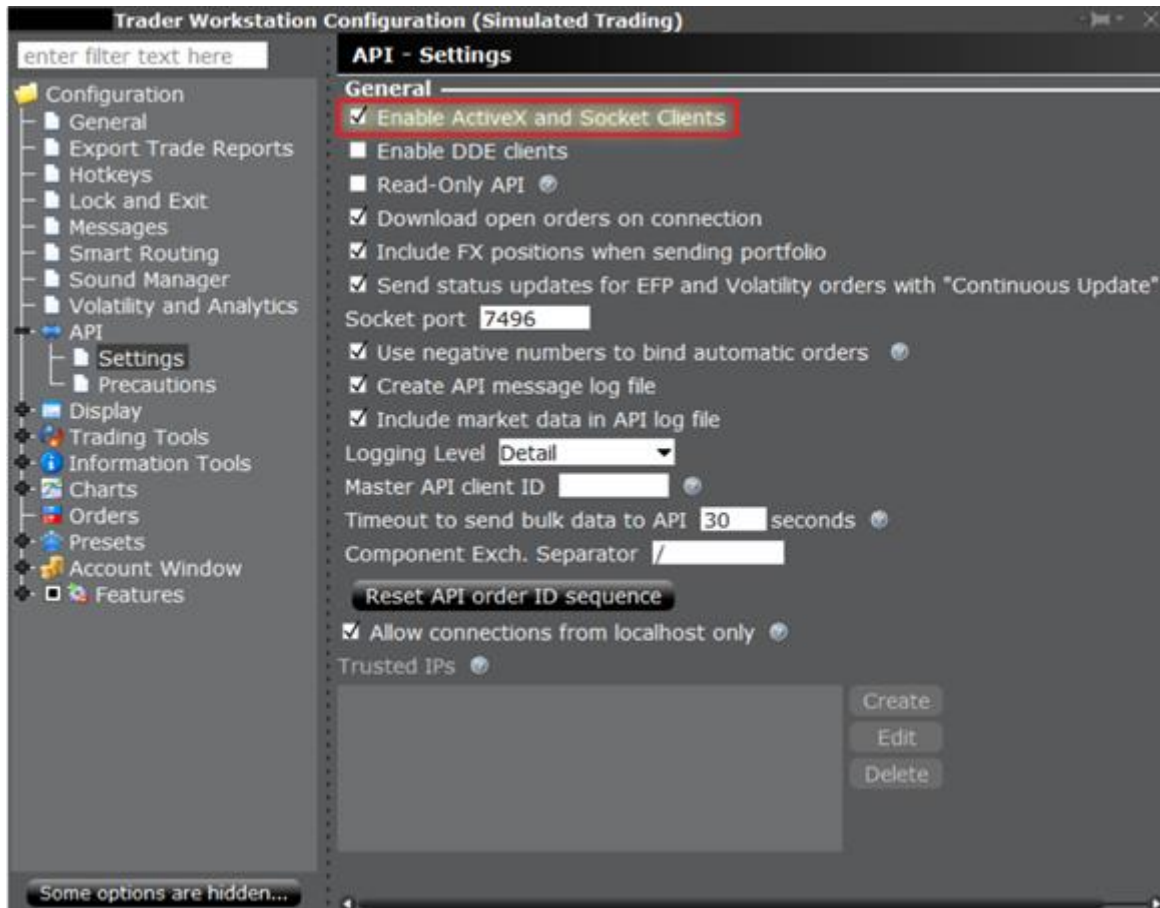 Trader Workstation Configuration (Simulated Trading)
enter filter text here
Configuration
General
Export Trade Reports
Hotkeys
Lock and Exit
Messages
Smart Routing
Sound Manager
Volatility and Analytics
API
Settings
Precautions
Display
Trading Tools
Information Tools
Charts
Orders
Presets
Account Window
Features
Some options are hidden...
API - Settings
General
Enable ActiveX and Socket Clients
Enable DDE clients
Read-Only API
Download open orders on connection
Include FX positions when sending portfolio
Send status updates for EFP and Volatility orders with "Continuous Update"
Socket port 7496
Use negative numbers to bind automatic orders
Create API message log file
Include market data in API log file
Logging Level Detail
Master API client ID
Timeout to send bulk data to API 30 seconds
Component Exch. Separator /
Reset API order ID sequence
Allow connections from localhost only
Trusted IPs
Create
Edit
Delete